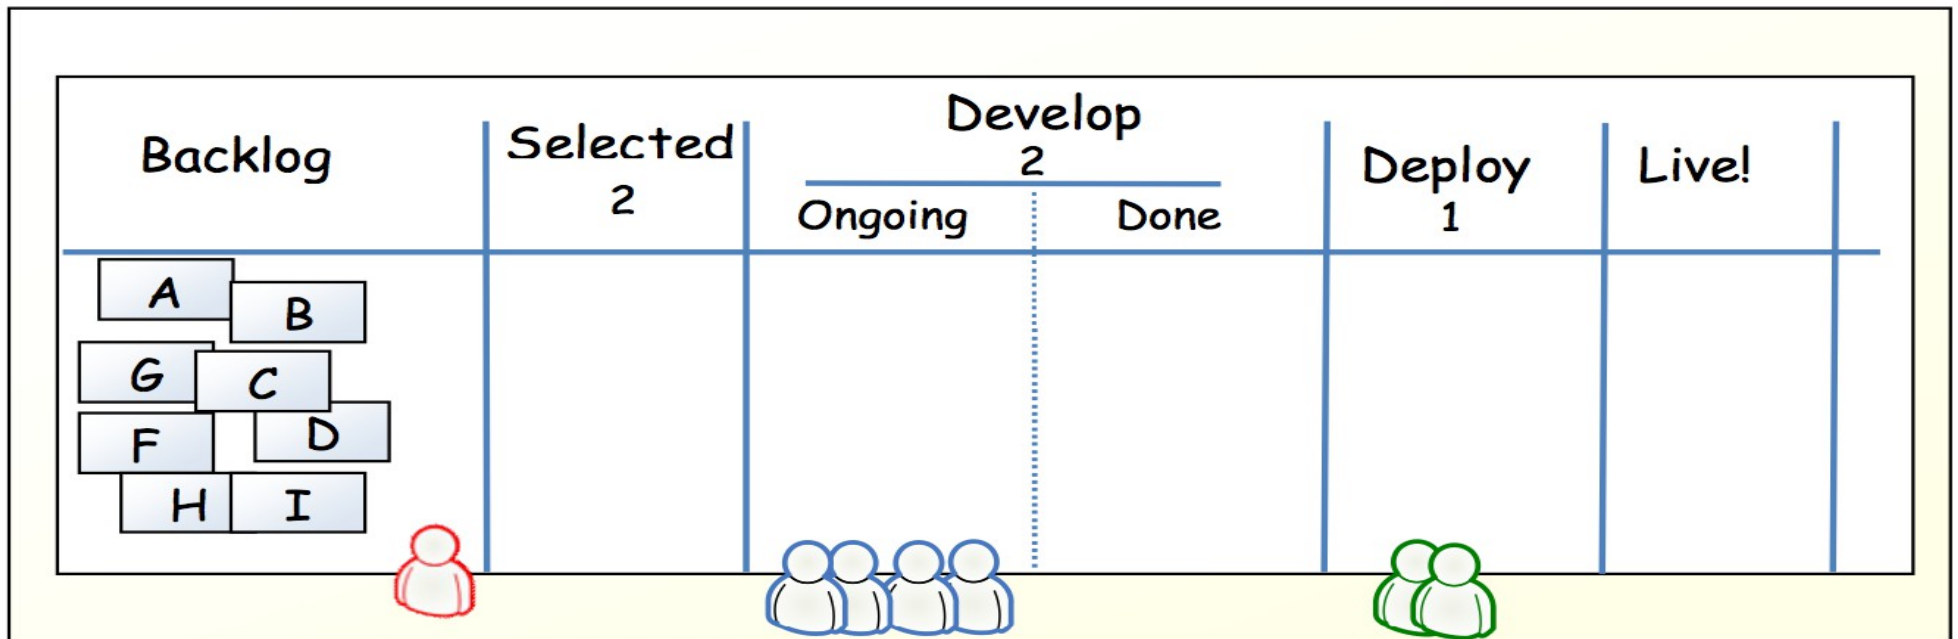 Backlog
Selected
2
Develop
2
Ongoing
Done
Deploy
1
Live!
A
B
G
C
F
D
H
I